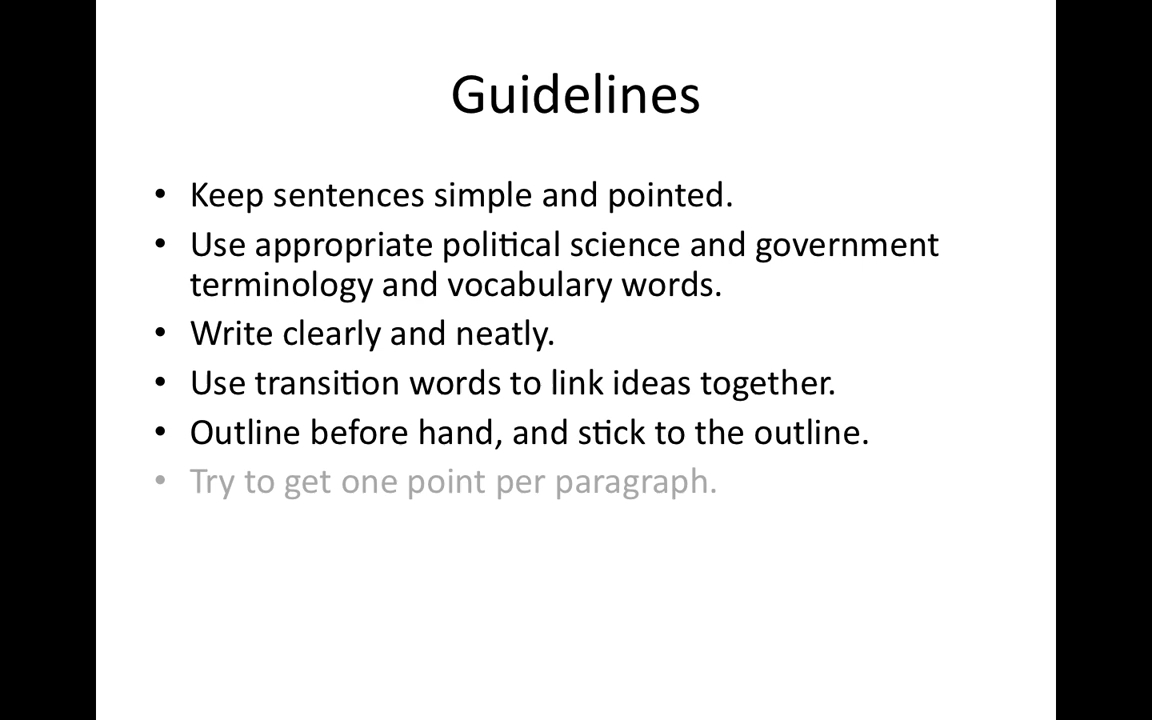 Guidelines
• Keep sentences simple and pointed.
• Use appropriate political science and government
terminology and vocabulary words.
• Write clearly and neatly.
• Use transition words to link ideas together.
• Outline before hand, and stick to the outline.
• Try to get one point per paragraph.